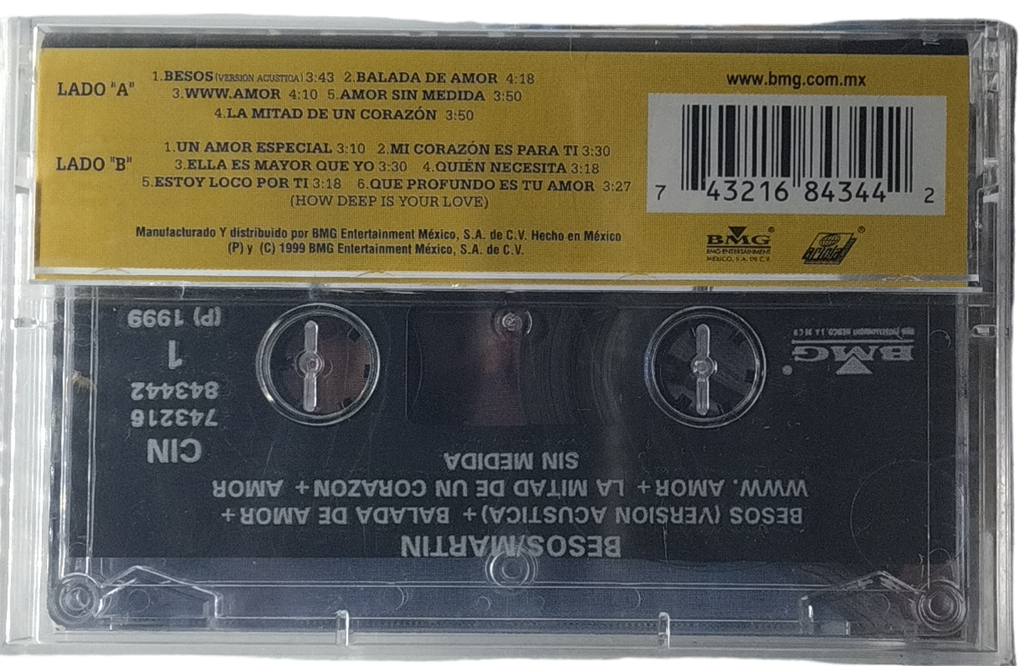 LADO "A"
1.BESOS (VERSION ACUSTICA) 3:43 2.BALADA DE AMOR 4:18
3.WWW.AMOR 4:10 5.AMOR SIN MEDIDA 3:50
4.LA MITAD DE UN CORAZÓN 3:50
LADO "B"
1.UN AMOR ESPECIAL 3:10 2.MI CORAZÓN ES PARA TI 3:30
3.ELLA ES MAYOR QUE YO 3:30 4.QUIÉN NECESITA 3:18
5.ESTOY LOCO POR TI 3:18 6.QUE PROFUNDO ES TU AMOR 3:27
(HOW DEEP IS YOUR LOVE)
Manufacturado Y distribuido por BMG Entertainment México, S.A. de C.V. Hecho en México
(P) y (C) 1999 BMG Entertainment México, S.A. de C.V.
www.bmg.com.mx
7 43216 84344 2
BMG
BMG ENTERTAINMENT
MEXICO, S.A. DE C.V.
ariola
BESOS/MARTIN
BESOS (VERSION ACUSTICA)+ BALADA DE AMOR +
WWW. AMOR+ LA MITAD DE UN CORAZON+ AMOR
SIN MEDIDA
CIN
743216
843442
1
(P) 1999
BMG